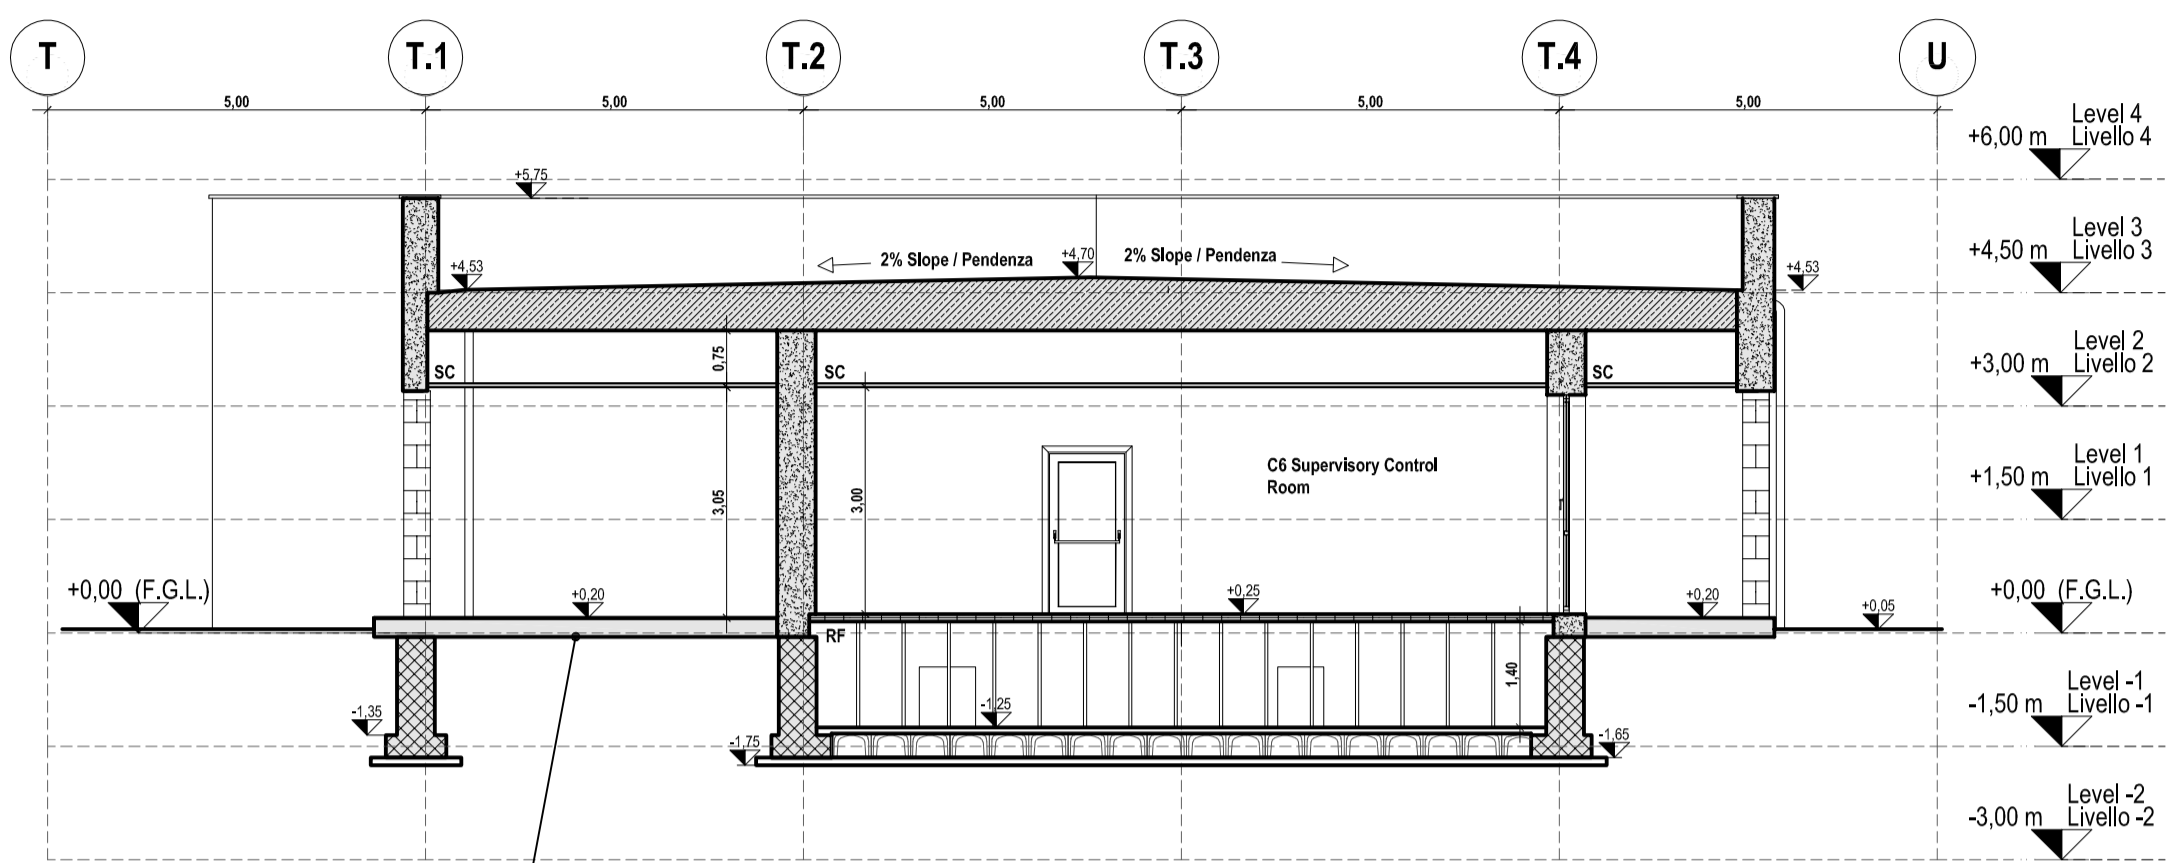 T T.1 T.2 T.3 T.4 U
5,00 5,00 5,00 5,00 5,00
Level 4
+6,00 m Livello 4
+5,75
Level 3
+4,50 m Livello 3
2% Slope / Pendenza +4,70 2% Slope / Pendenza
+4,53 +4,53
Level 2
+3,00 m Livello 2
0,75
SC SC SC
C6 Supervisory Control
Room
Level 1
+1,50 m Livello 1
3,05 3,00
+0,00 (F.G.L.) +0,20 +0,25 +0,20 +0,05 +0,00 (F.G.L.)
RF
1,40
Level -1
-1,50 m Livello -1
-1,35 -1,25
-1,75 -1,65
Level -2
-3,00 m Livello -2